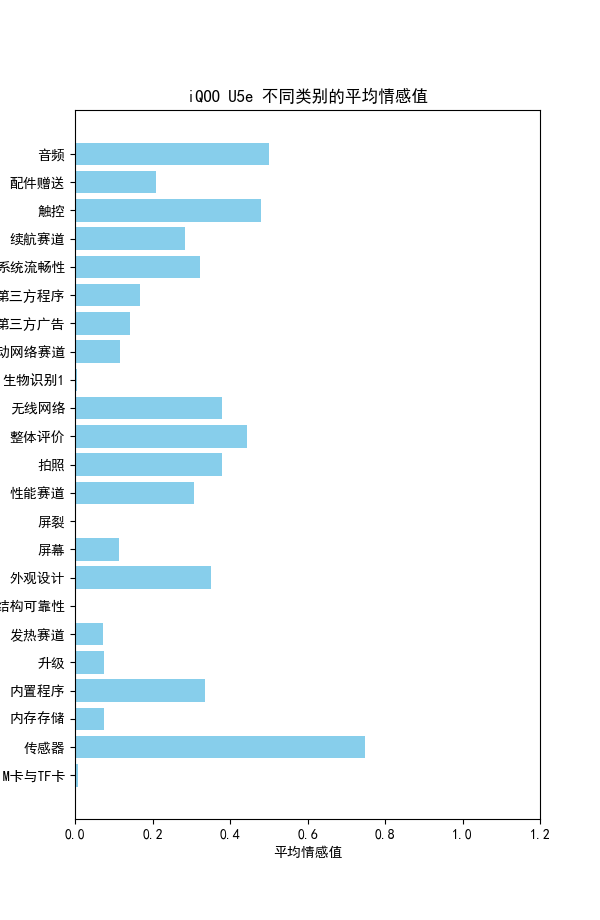 iQOO U5e 不同类别的平均情感值
音频
配件赠送
触控
续航赛道
系统流畅性
第三方程序
第三方广告
动网络赛道
生物识别1
无线网络
整体评价
拍照
性能赛道
屏裂
屏幕
外观设计
结构可靠性
发热赛道
升级
内置程序
内存存储
传感器
M卡与TF卡
0.0 0.2 0.4 0.6 0.8 1.0 1.2
平均情感值